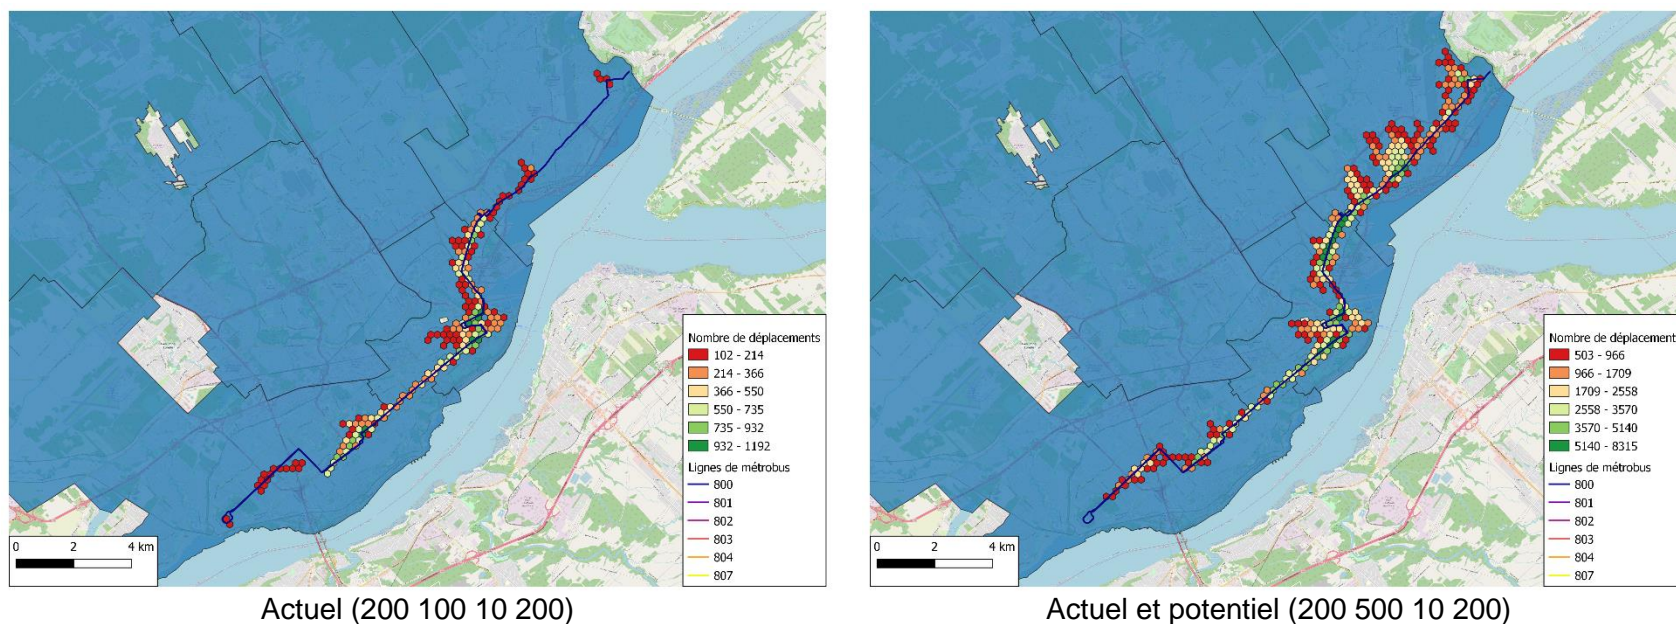 Nombre de déplacements
102 - 214
214 - 366
366 - 550
550 - 735
735 - 932
932 - 1192
Lignes de métrobus
800
801
802
803
804
807
0 2 4 km
Actuel (200 100 10 200)
Nombre de déplacement
503 - 966
966 - 1709
1709 - 2558
2558 - 3570
3570 - 5140
5140 - 8315
Lignes de métrobus
800
801
802
803
804
807
0 2 4 km
Actuel et potentiel (200 500 10 200)